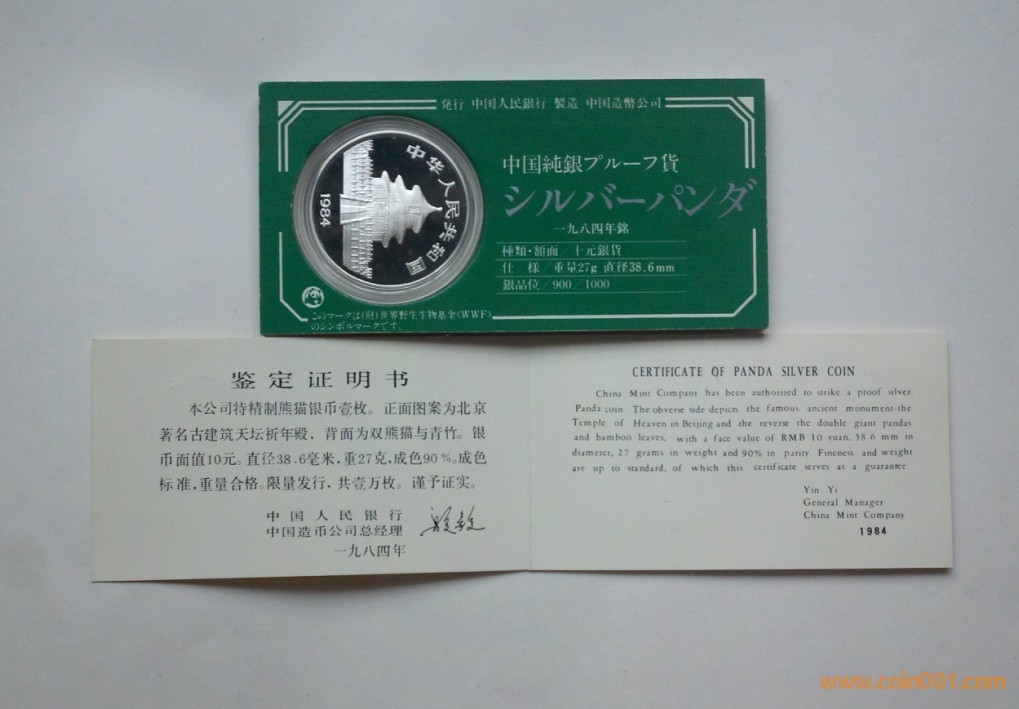 発行 中国人民銀行 製造 中国造幣公司
中华人民共和国
1984
中国純銀プルーフ貨
シルバーパンダ
一九八四年銘
種類・額面/十元銀貨
仕 様/重量27g 直径38.6mm
銀品位/900/1000
このマークは(財)世界野生生物基金〈WWF〉
のシンボルマークです。
鉴定证明书
本公司特精制熊猫银币壹枚。正面图案为北京
著名古建筑天坛祈年殿，背面为双熊猫与青竹。银
币面值10元。直径38.6毫米，重27克，成色90%。成色
标准，重量合格。限量发行，共壹万枚。谨予证实。
中国人民银行
中国造币公司总经理
一九八四年
CERTIFICATE OF PANDA SILVER COIN
China Mint Company has been authorized to strike a proof silver
Panda coin The obverse side depicts the famous ancient monument-the
Temple of Heaven in Beijing and the reverse the double giant pandas
and bamboo leaves, with a face value of RMB 10 yuan, 38.6 mm in
diameter, 27 grams in weight and 90% in purity. Fineness and weight
are up to standard, of which this certificate serves as a guarantee.
Yin Yi
General Manager
China Mint Company
1984
www.coin001.com